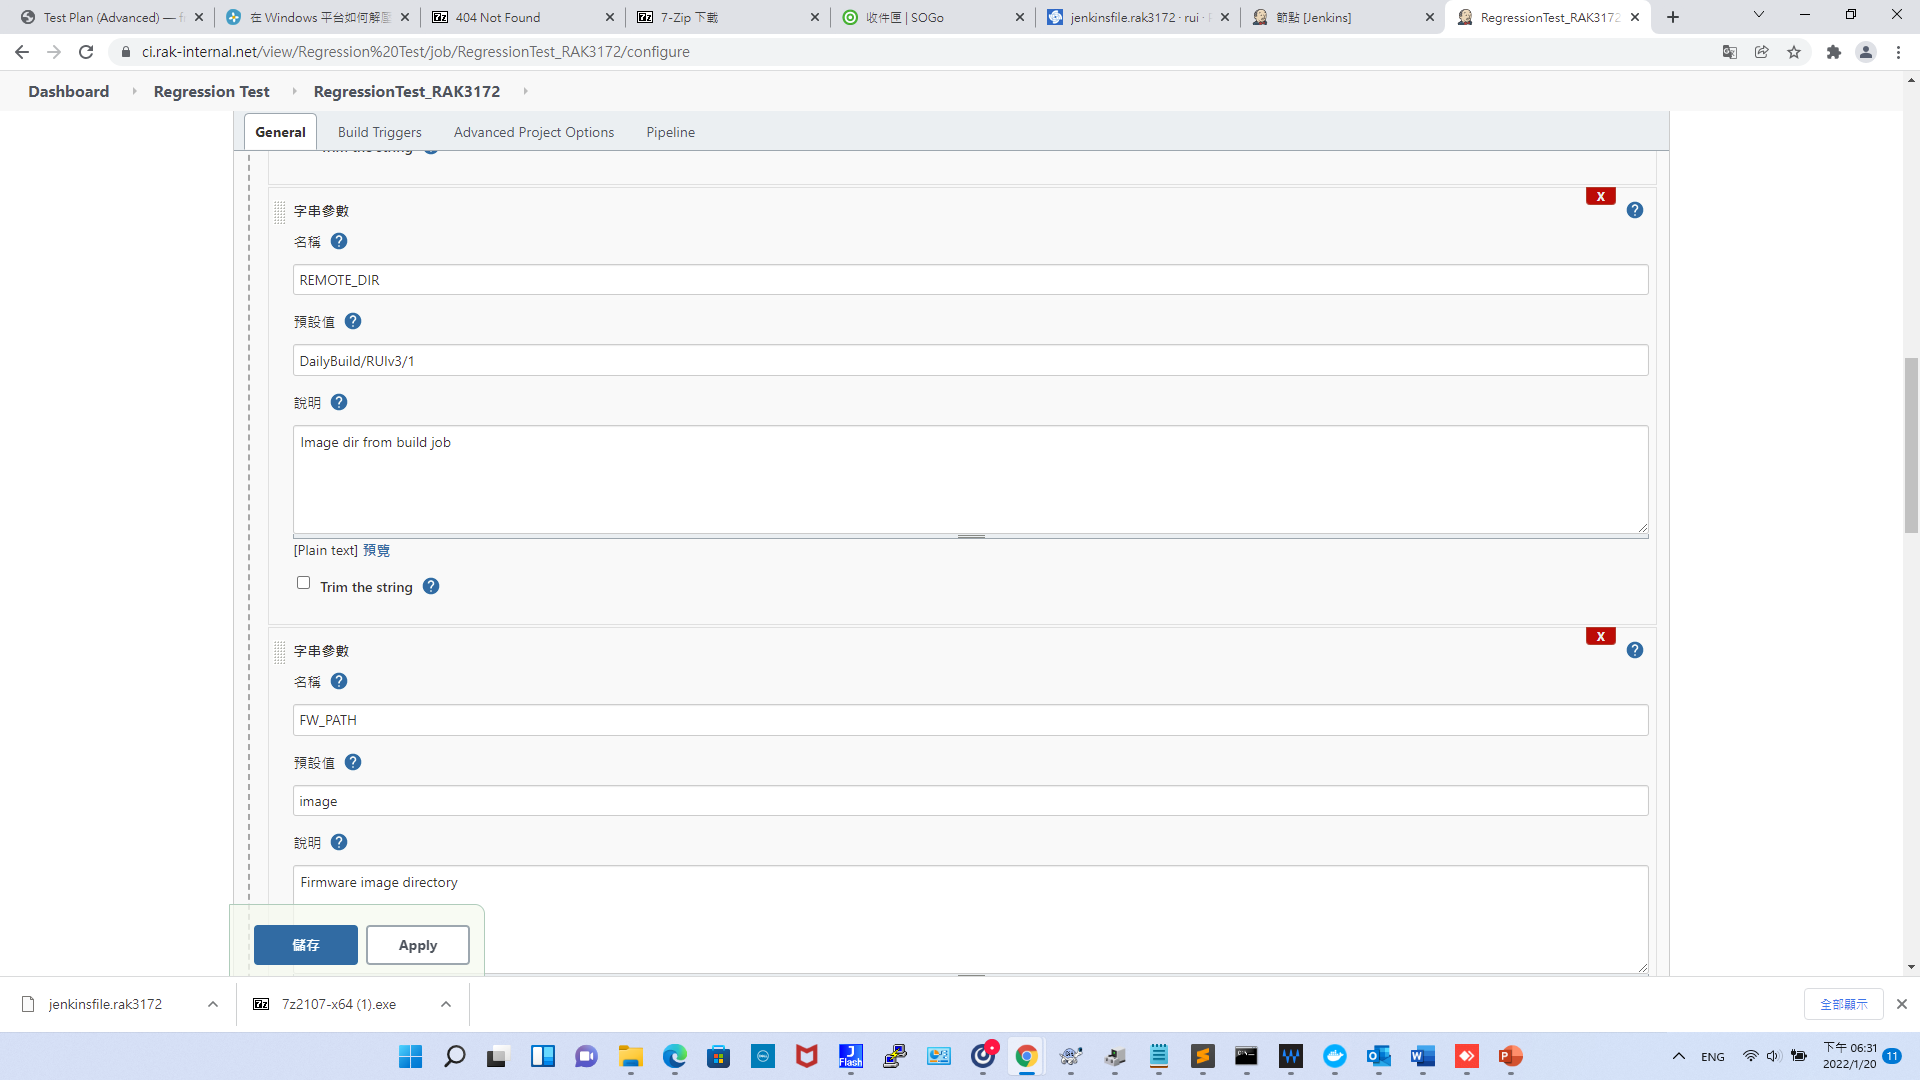 Test Plan (Advanced) — f
在 Windows 平台如何解
404 Not Found
7-Zip 下載
收件匣 | SOGo
jenkinsfile.rak3172 · rui ·
節點 [Jenkins]
RegressionTest_RAK3172
ci.rak-internal.net/view/Regression%20Test/job/RegressionTest_RAK3172/configure
Dashboard
Regression Test
RegressionTest_RAK3172
General
Build Triggers
Advanced Project Options
Pipeline
Trim the string
字串參數
X
名稱
REMOTE_DIR
預設值
DailyBuild/RUIv3/1
說明
Image dir from build job
[Plain text] 預覽
Trim the string
字串參數
X
名稱
FW_PATH
預設值
image
說明
Firmware image directory
儲存
Apply
jenkinsfile.rak3172
7z2107-x64 (1).exe
全部顯示
ENG
下午 06:31
2022/1/20
11